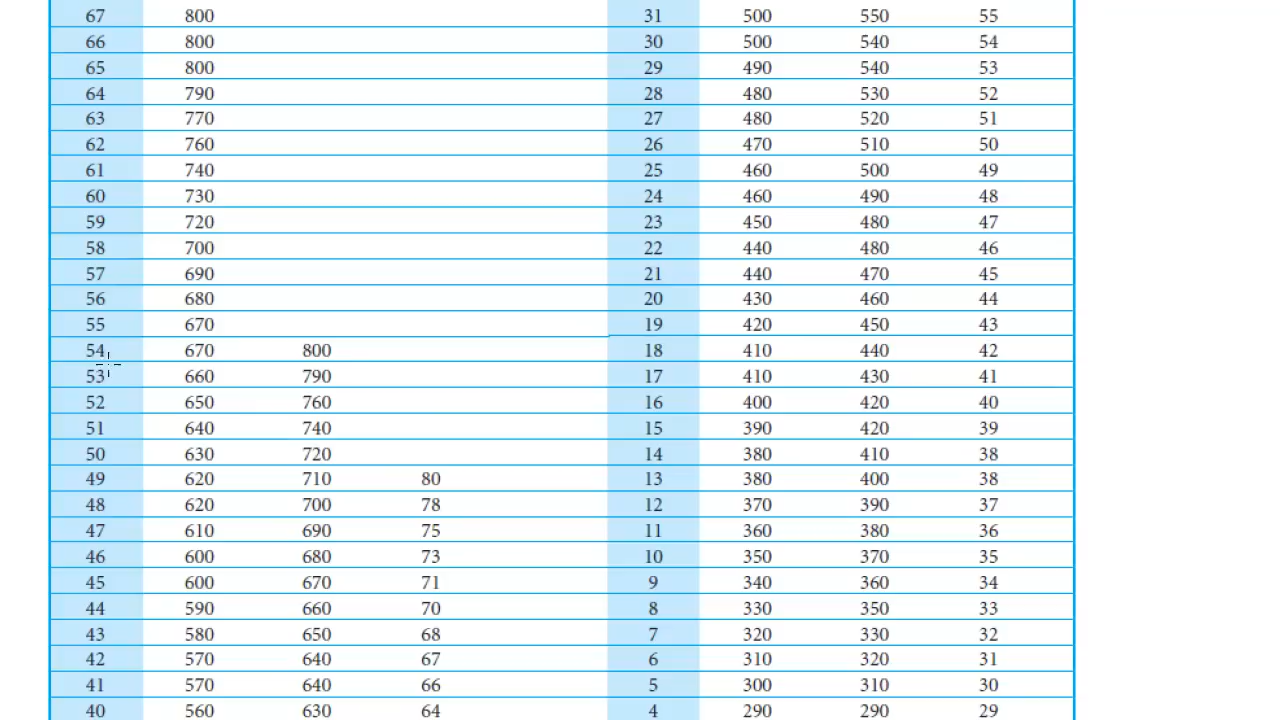 67 800 31 500 550 55
66 800 30 500 540 54
65 800 29 490 540 53
64 790 28 480 530 52
63 770 27 480 520 51
62 760 26 470 510 50
61 740 25 460 500 49
60 730 24 460 490 48
59 720 23 450 480 47
58 700 22 440 480 46
57 690 21 440 470 45
56 680 20 430 460 44
55 670 19 420 450 43
54 670 800 18 410 440 42
53 660 790 17 410 430 41
52 650 760 16 400 420 40
51 640 740 15 390 420 39
50 630 720 14 380 410 38
49 620 710 80 13 380 400 38
48 620 700 78 12 370 390 37
47 610 690 75 11 360 380 36
46 600 680 73 10 350 370 35
45 600 670 71 9 340 360 34
44 590 660 70 8 330 350 33
43 580 650 68 7 320 330 32
42 570 640 67 6 310 320 31
41 570 640 66 5 300 310 30
40 560 630 64 4 290 290 29